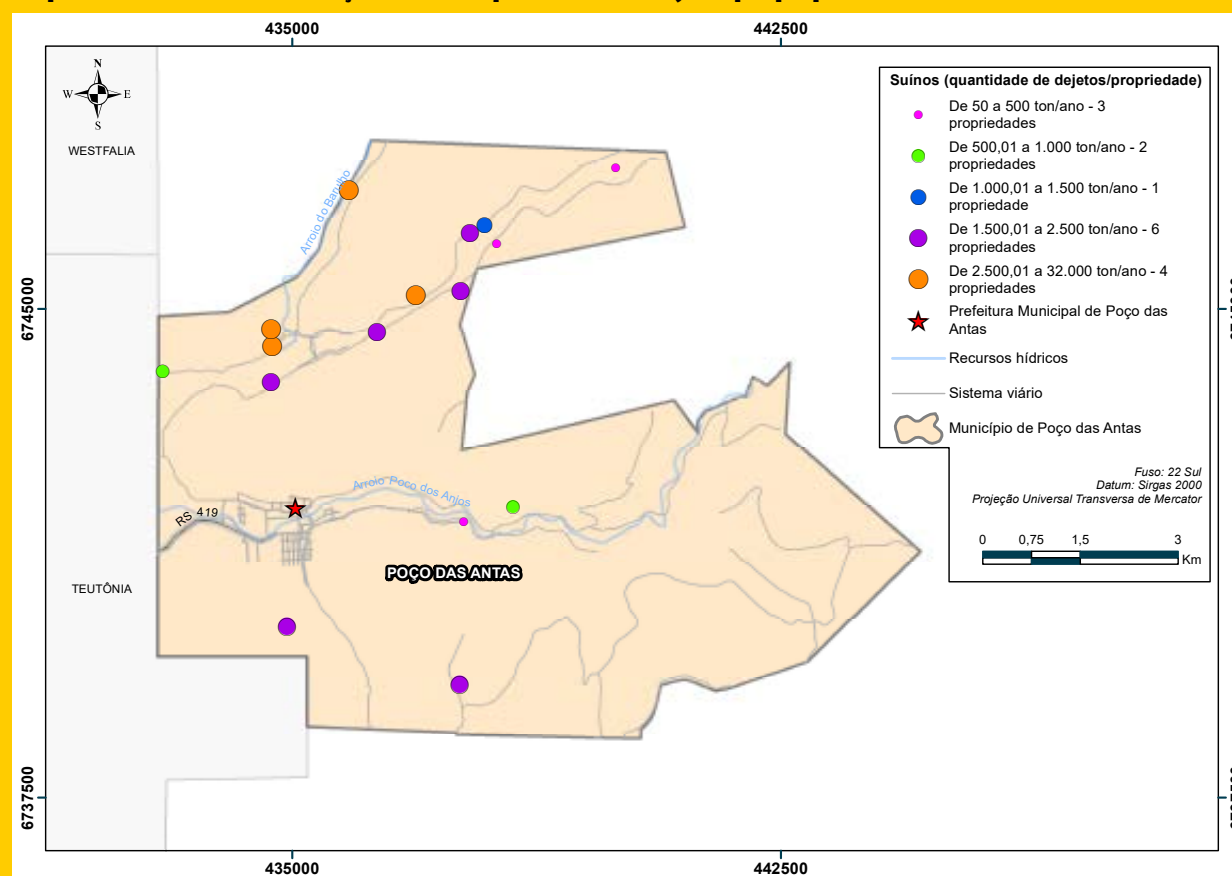 435000
442500
N
W
E
S
WESTFALIA
Suínos (quantidade de dejetos/propriedade)
De 50 a 500 ton/ano - 3
propriedades
De 500,01 a 1.000 ton/ano - 2
propriedades
De 1.000,01 a 1.500 ton/ano - 1
propriedade
De 1.500,01 a 2.500 ton/ano - 6
propriedades
De 2.500,01 a 32.000 ton/ano - 4
propriedades
Prefeitura Municipal de Poço das
Antas
Recursos hídricos
Sistema viário
Município de Poço das Antas
Fuso: 22 Sul
Datum: Sirgas 2000
Projeção Universal Transversa de Mercator
0 0,75 1,5 3
Km
Arroio do Barulho
6745000
Arroio Poço dos Anjos
RS 419
POÇO DAS ANTAS
TEUTÔNIA
6737500
435000
442500